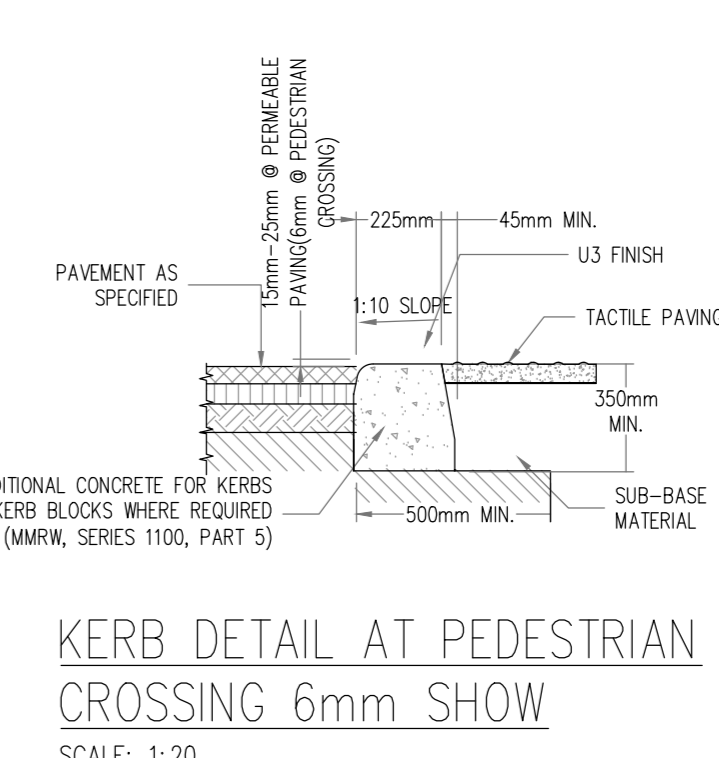 15mm-25mm @ PERMEABLE
PAVING(6mm @ PEDESTRIAN
CROSSING)
225mm
45mm MIN.
U3 FINISH
PAVEMENT AS
SPECIFIED
1:10 SLOPE
TACTILE PAVING
350mm
MIN.
CONCRETE FOR KERBS
KERB BLOCKS WHERE REQUIRED
(MMRW, SERIES 1100, PART 5)
500mm MIN.
SUB-BASE
MATERIAL
KERB DETAIL AT PEDESTRIAN
CROSSING 6mm SHOW
SCALE: 1:20